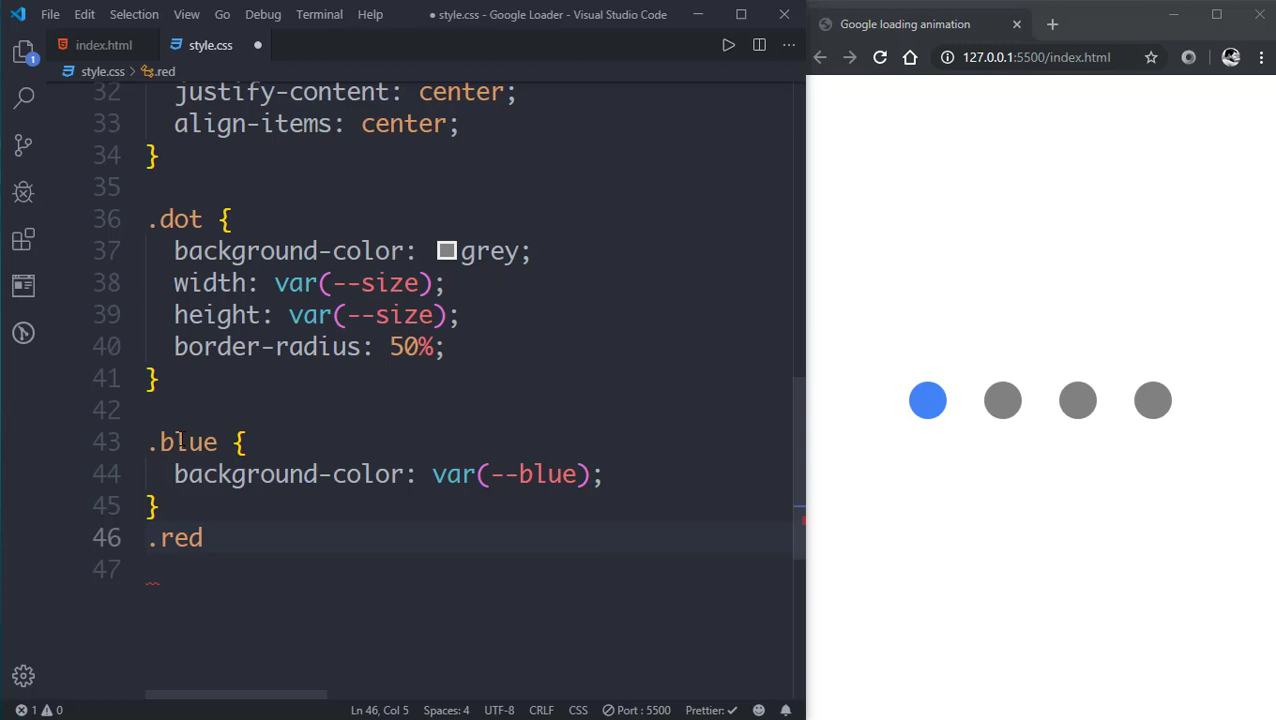 File Edit Selection View Go Debug Terminal Help ● style.css - Google Loader - Visual Studio Code
index.html style.css ●
style.css > .red
32 justify-content: center;
33 align-items: center;
34 }
35
36 .dot {
37 background-color: grey;
38 width: var(--size);
39 height: var(--size);
40 border-radius: 50%;
41 }
42
43 .blue {
44 background-color: var(--blue);
45 }
46 .red
47
1
1 0 Ln 46, Col 5 Spaces: 4 UTF-8 CRLF CSS Port : 5500 Prettier: ✓
Google loading animation
127.0.0.1:5500/index.html